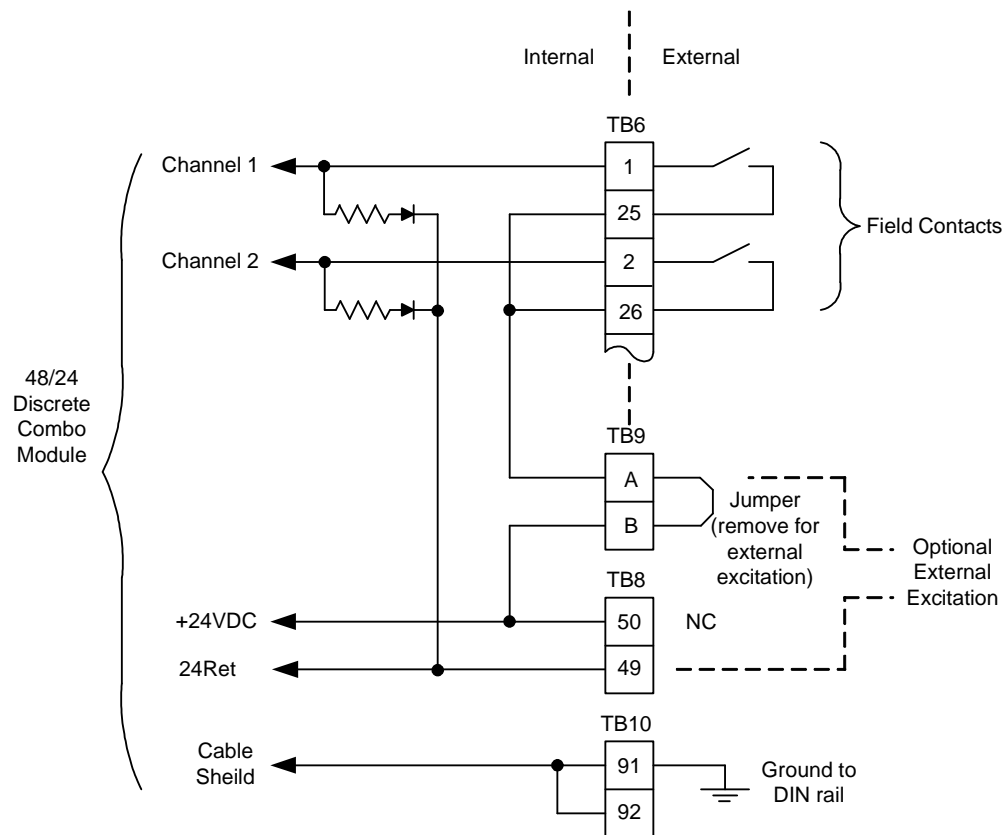 Internal
External
TB6
Channel 1
1
25
Channel 2
2
26
Field Contacts
48/24
Discrete
Combo
Module
TB9
A
B
Jumper
(remove for
external
excitation)
Optional
External
Excitation
TB8
+24VDC
50
NC
24Ret
49
TB10
Cable
Sheild
91
92
Ground to
DIN rail